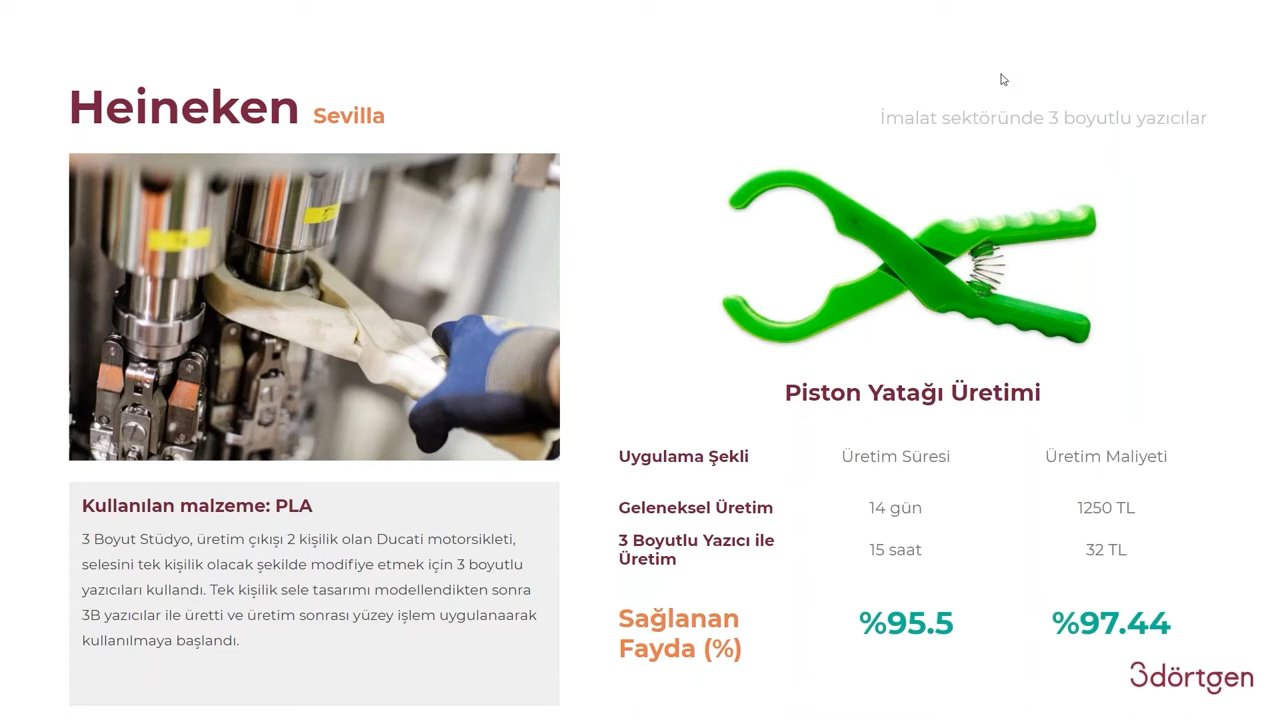 Heineken Sevilla
İmalat sektöründe 3 boyutlu yazıcılar
Kullanılan malzeme: PLA
3 Boyut Stüdyo, üretim çıkışı 2 kişilik olan Ducati motorsikleti,
selesini tek kişilik olacak şekilde modifiye etmek için 3 boyutlu
yazıcıları kullandı. Tek kişilik sele tasarımı modellendikten sonra
3B yazıcılar ile üretti ve üretim sonrası yüzey işlem uygulanaarak
kullanılmaya başlandı.
Piston Yatağı Üretimi
Uygulama Şekli Üretim Süresi Üretim Maliyeti
Geleneksel Üretim 14 gün 1250 TL
3 Boyutlu Yazıcı ile
Üretim 15 saat 32 TL
Sağlanan
Fayda (%) %95.5 %97.44
3dörtgen